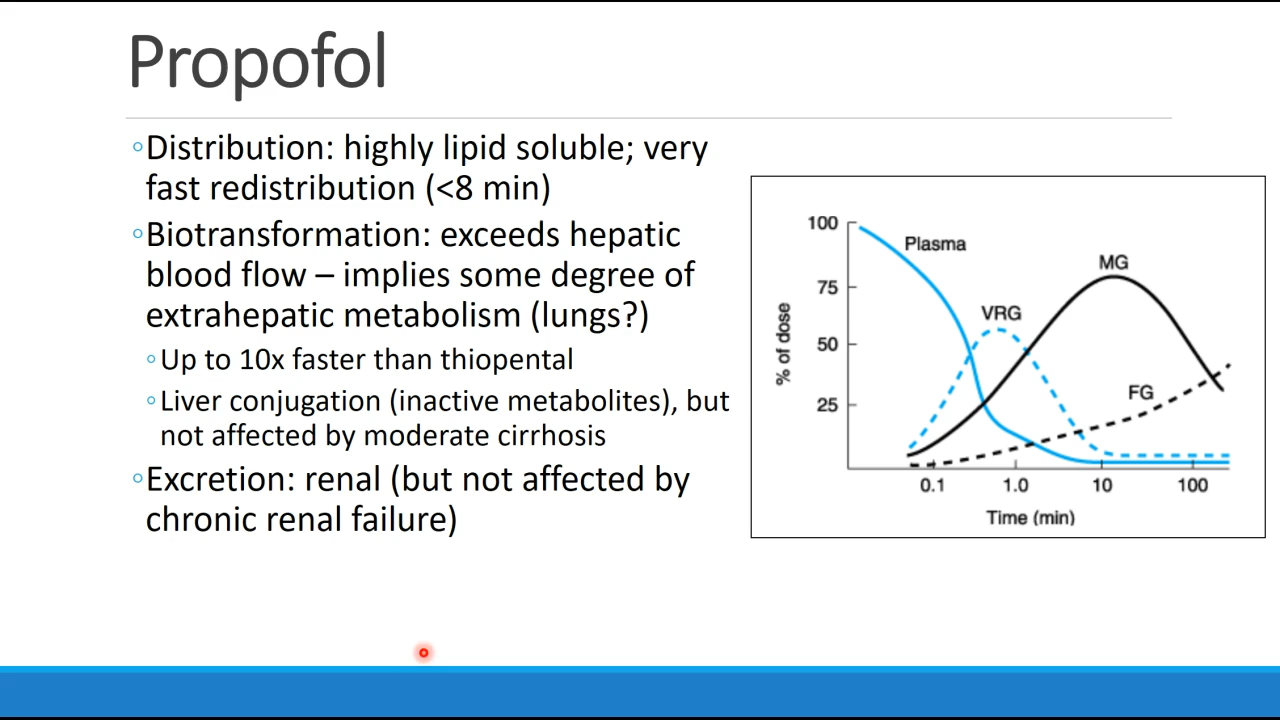 Propofol
◦Distribution: highly lipid soluble; very
fast redistribution (<8 min)
◦Biotransformation: exceeds hepatic
blood flow – implies some degree of
extrahepatic metabolism (lungs?)
◦Up to 10x faster than thiopental
◦Liver conjugation (inactive metabolites), but
not affected by moderate cirrhosis
◦Excretion: renal (but not affected by
chronic renal failure)
% of dose
100
75
50
25
Plasma
VRG
MG
FG
0.1 1.0 10 100
Time (min)